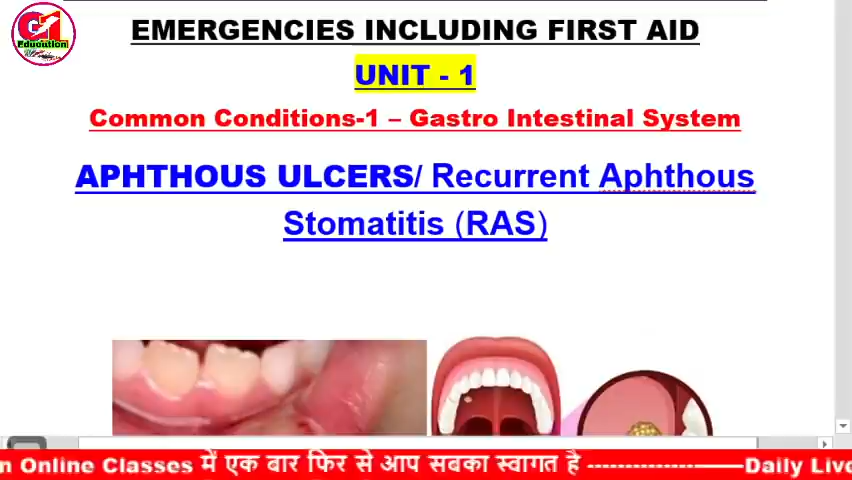 EMERGENCIES INCLUDING FIRST AID
UNIT - 1
Common Conditions-1 – Gastro Intestinal System
APHTHOUS ULCERS/ Recurrent Aphthous
Stomatitis (RAS)
n Online Classes में एक बार फिर से आप सबका स्वागत है ---------------——Daily Live